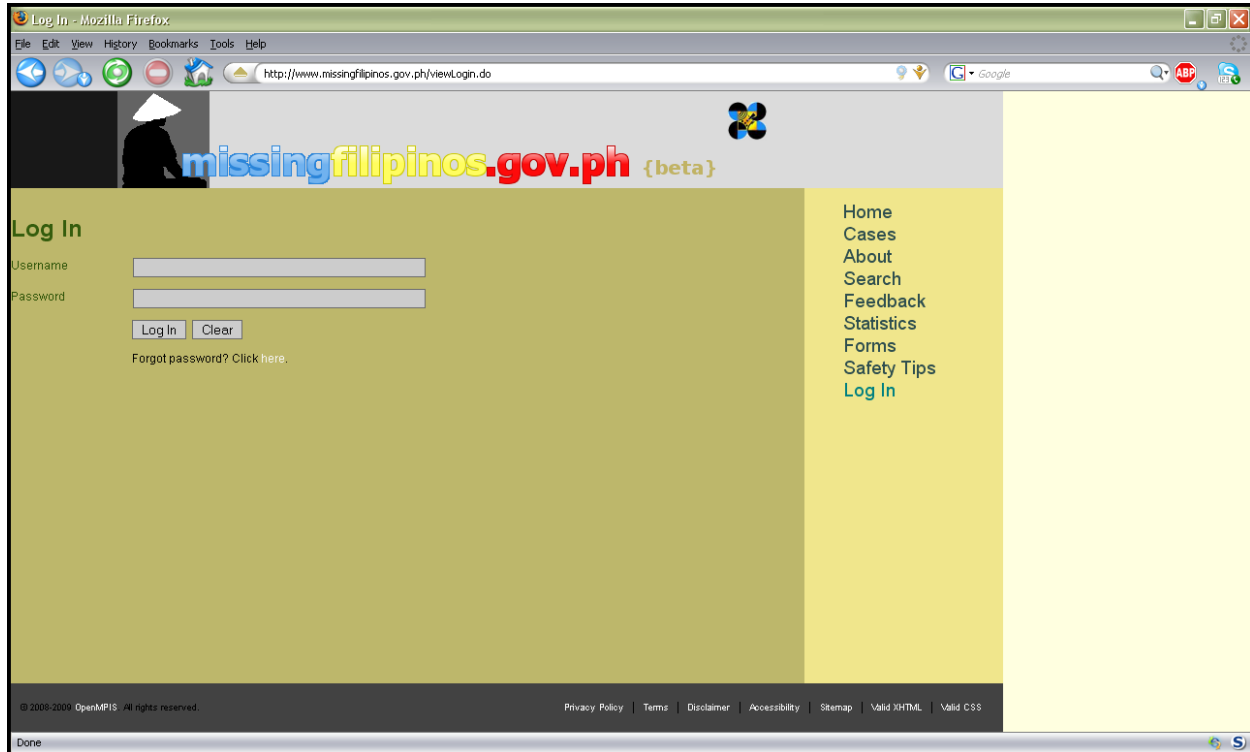 Log In - Mozilla Firefox
File Edit View History Bookmarks Tools Help
http://www.missingfilipinos.gov.ph/viewLogin.do
G Google
ABP
missingfilipinos.gov.ph {beta}
Log In
Username
Password
Log In Clear
Forgot password? Click here.
Home
Cases
About
Search
Feedback
Statistics
Forms
Safety Tips
Log In
© 2008-2009 OpenMPIS. All rights reserved.
Privacy Policy | Terms | Disclaimer | Accessibility | Sitemap | Valid XHTML | Valid CSS
Done
S